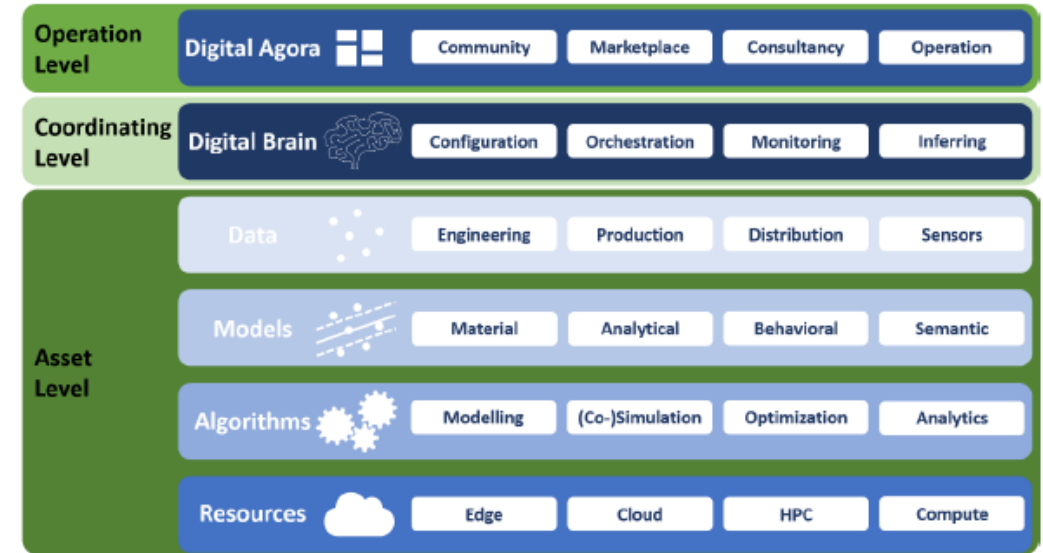 Operation
Level
Digital Agora
Community
Marketplace
Consultancy
Operation
Coordinating
Level
Digital Brain
Configuration
Orchestration
Monitoring
Inferring
Asset
Level
Data
Engineering
Production
Distribution
Sensors
Models
Material
Analytical
Behavioral
Semantic
Algorithms
Modelling
(Co-)Simulation
Optimization
Analytics
Resources
Edge
Cloud
HPC
Compute